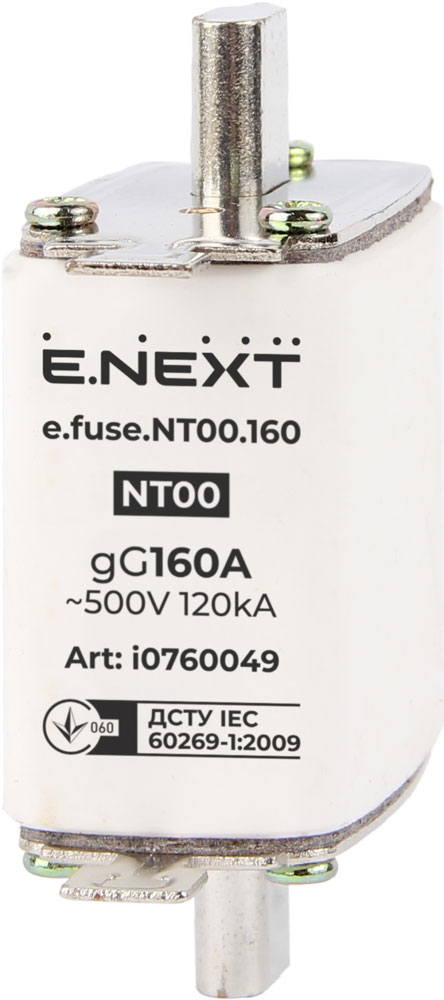 E.NEXT
e.fuse.NT00.160
NT00
gG160A
~500V 120kA
Art: i0760049
060 ДСТУ IEC
60269-1:2009